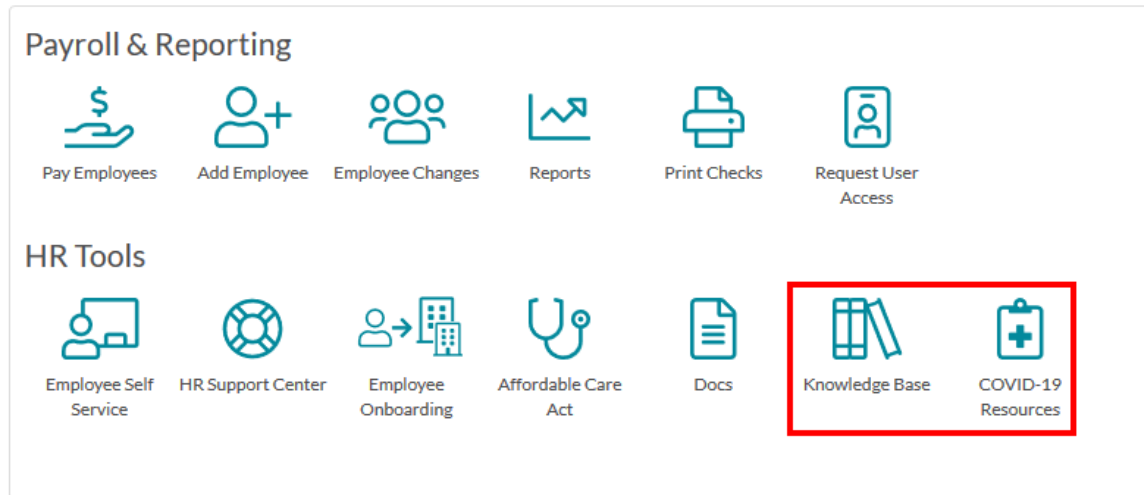 Payroll & Reporting
$
Pay Employees
Add Employee
Employee Changes
Reports
Print Checks
Request User
Access
HR Tools
Employee Self
Service
HR Support Center
Employee
Onboarding
Affordable Care
Act
Docs
Knowledge Base
COVID-19
Resources